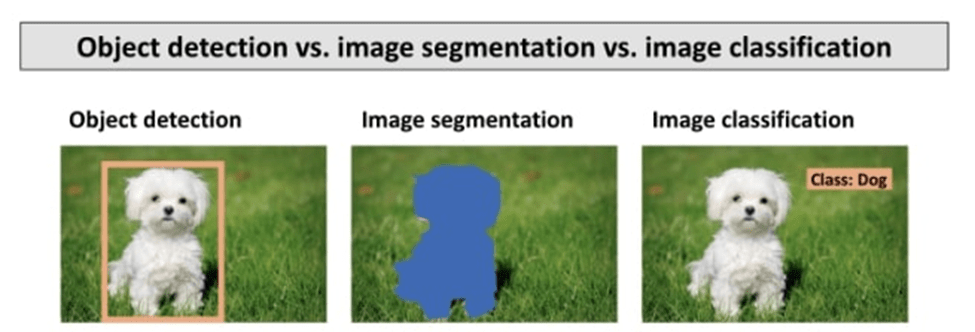 Object detection vs. image segmentation vs. image classification
Object detection
Image segmentation
Image classification
Class: Dog